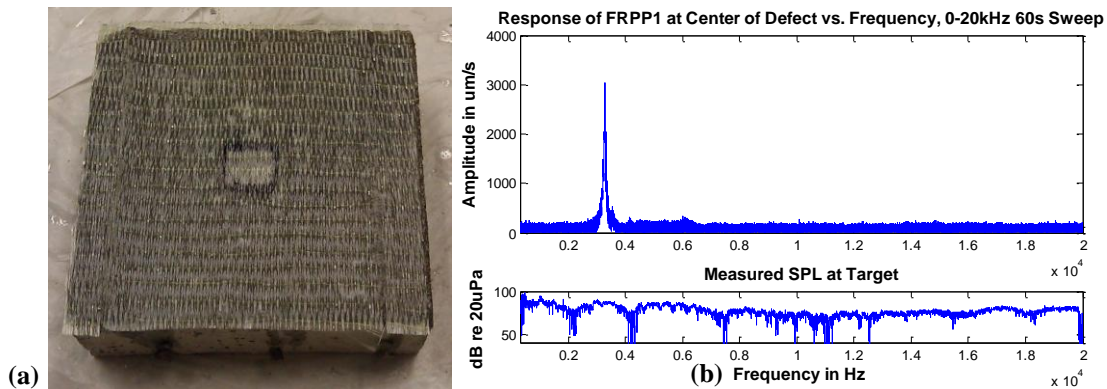 (a)
Response of FRPP1 at Center of Defect vs. Frequency, 0-20kHz 60s Sweep
Amplitude in um/s
4000
3000
2000
1000
0
0.2 0.4 0.6 0.8 1 1.2 1.4 1.6 1.8 2
x 10^4
Measured SPL at Target
dB re 20uPa
100
50
0.2 0.4 0.6 0.8 1 1.2 1.4 1.6 1.8 2
x 10^4
(b) Frequency in Hz